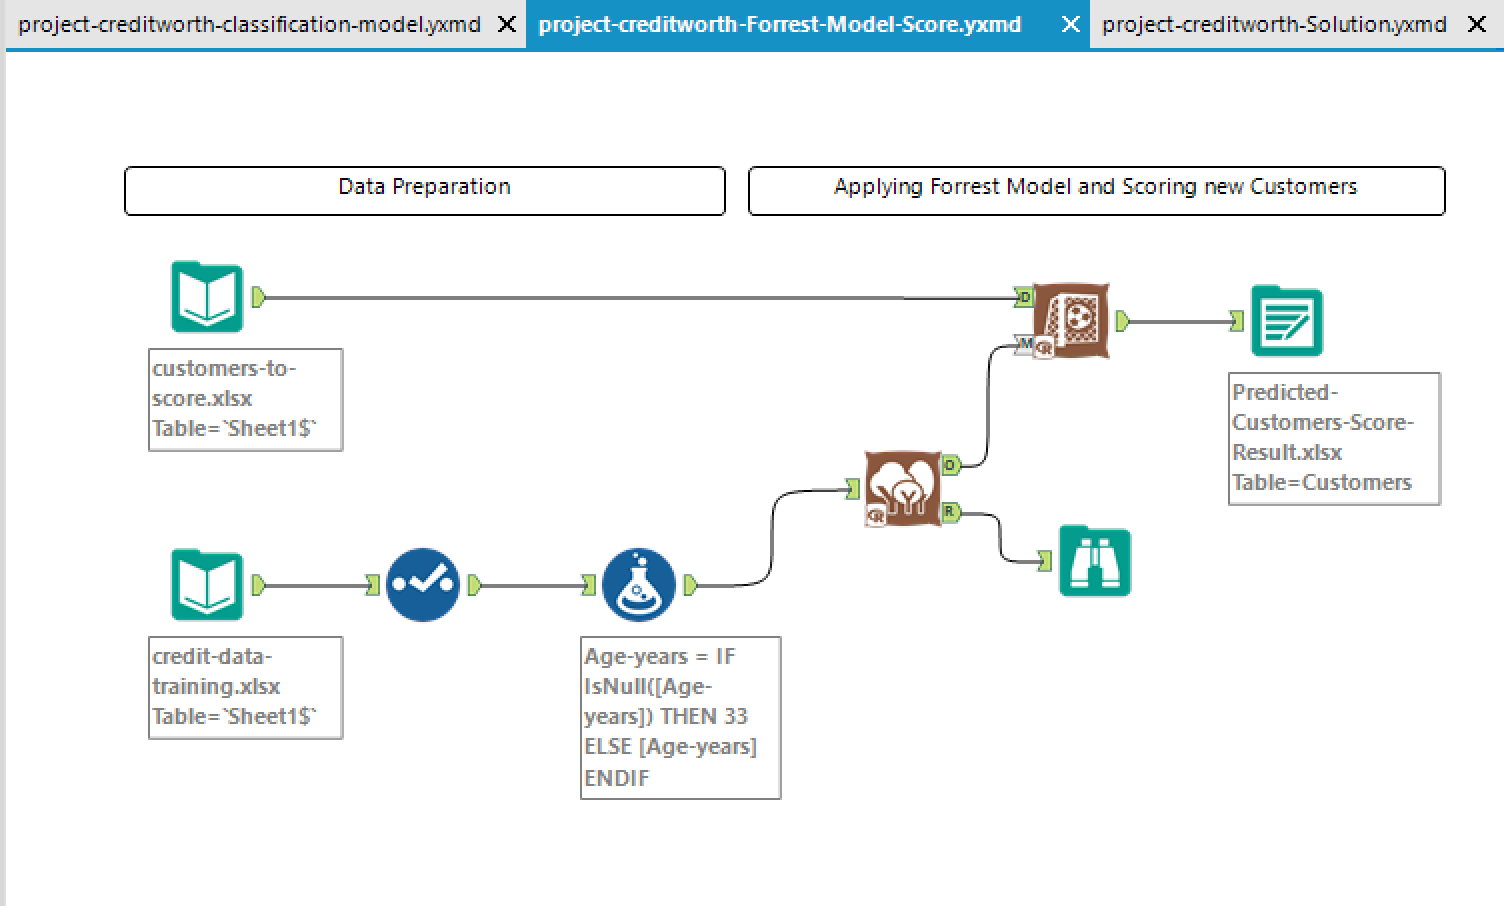 project-creditworth-classification-model.yxmd
project-creditworth-Forrest-Model-Score.yxmd
project-creditworth-Solution.yxmd
Data Preparation
Applying Forrest Model and Scoring new Customers
customers-to-
score.xlsx
Table=`Sheet1$`
D
M
R
Predicted-
Customers-Score-
Result.xlsx
Table=Customers
O
R
R
credit-data-
training.xlsx
Table=`Sheet1$`
Age-years = IF
IsNull([Age-
years]) THEN 33
ELSE [Age-years]
ENDIF